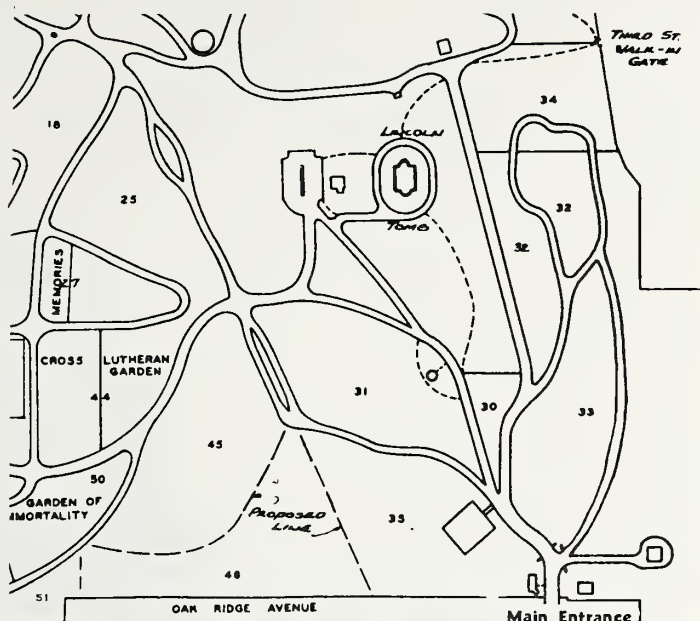 THIRD ST.
WALK-IN
GATE
34
18
LINCOLN
25
TOMB
32
32
MEMORIES
27
CROSS
LUTHERAN
GARDEN
44
31
30
33
45
50
GARDEN OF
MMORTALITY
PROPOSED
LINE
35
46
51
OAK RIDGE AVENUE
Main Entrance